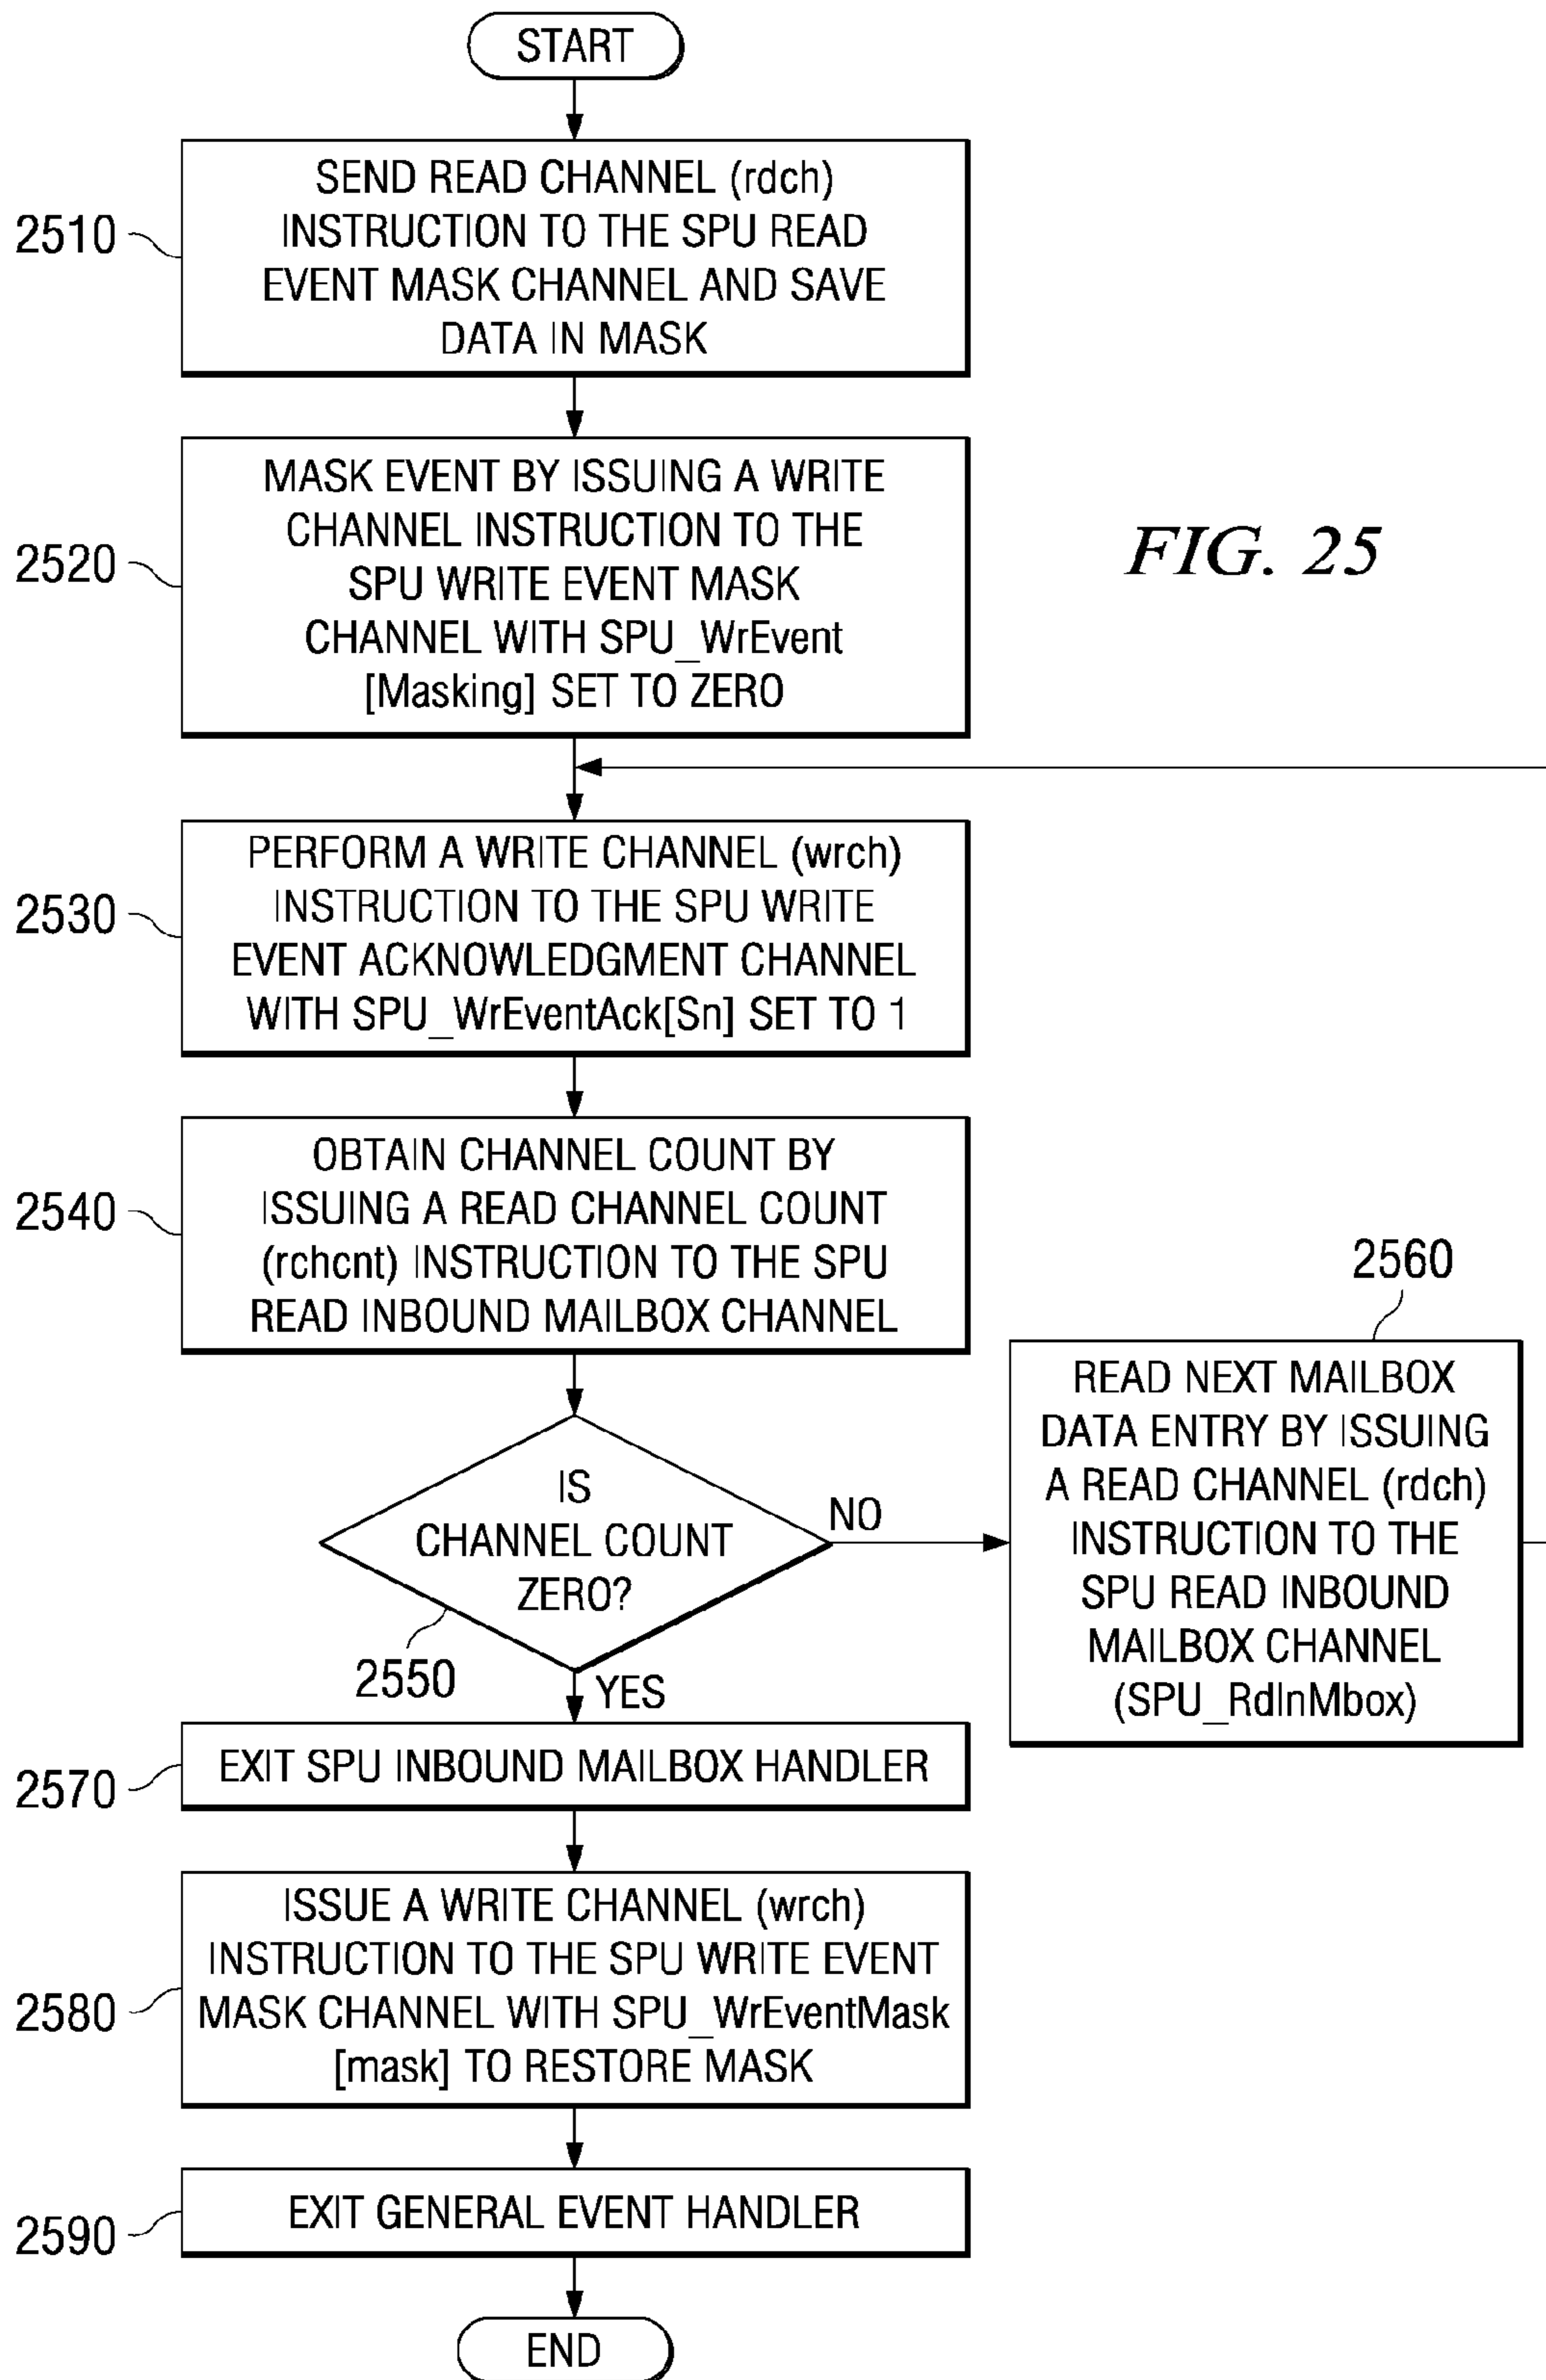 START
SEND READ CHANNEL (rdch)
INSTRUCTION TO THE SPU READ
EVENT MASK CHANNEL AND SAVE
DATA IN MASK
2510
MASK EVENT BY ISSUING A WRITE
CHANNEL INSTRUCTION TO THE
SPU WRITE EVENT MASK
CHANNEL WITH SPU_WrEvent
[Masking] SET TO ZERO
2520
FIG. 25
PERFORM A WRITE CHANNEL (wrch)
INSTRUCTION TO THE SPU WRITE
EVENT ACKNOWLEDGMENT CHANNEL
WITH SPU_WrEventAck[Sn] SET TO 1
2530
OBTAIN CHANNEL COUNT BY
ISSUING A READ CHANNEL COUNT
(rchcnt) INSTRUCTION TO THE SPU
READ INBOUND MAILBOX CHANNEL
2540
IS
CHANNEL COUNT
ZERO?
2550
NO
YES
2560
READ NEXT MAILBOX
DATA ENTRY BY ISSUING
A READ CHANNEL (rdch)
INSTRUCTION TO THE
SPU READ INBOUND
MAILBOX CHANNEL
(SPU_RdInMbox)
EXIT SPU INBOUND MAILBOX HANDLER
2570
ISSUE A WRITE CHANNEL (wrch)
INSTRUCTION TO THE SPU WRITE EVENT
MASK CHANNEL WITH SPU_WrEventMask
[mask] TO RESTORE MASK
2580
EXIT GENERAL EVENT HANDLER
2590
END